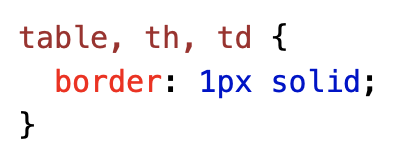 table, th, td {
  border: 1px solid;
}